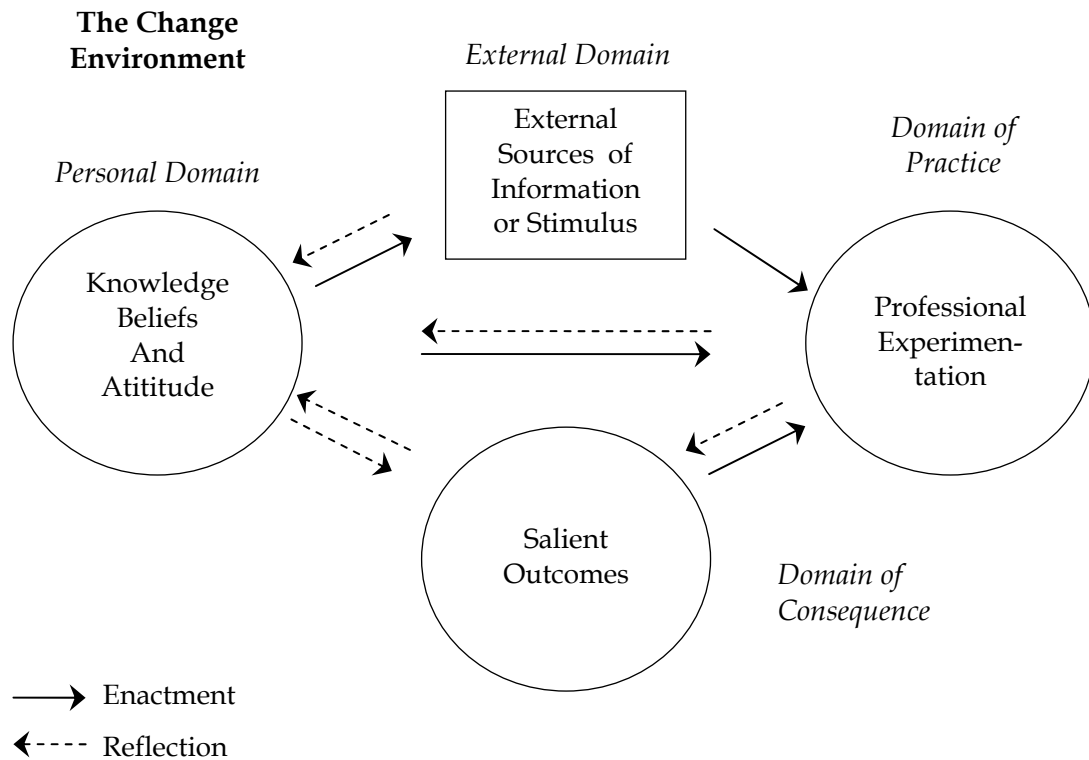 The Change
Environment
External Domain
External
Sources of
Information
or Stimulus
Domain of
Practice
Personal Domain
Knowledge
Beliefs
And
Atititude
Professional
Experimen-
tation
Salient
Outcomes
Domain of
Consequence
Enactment
Reflection